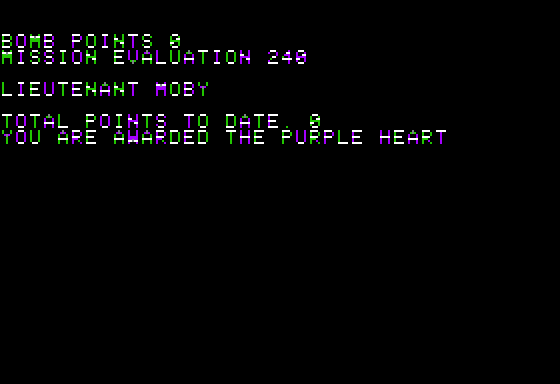 BOMB POINTS 0
MISSION EVALUATION 240
LIEUTENANT MOBY
TOTAL POINTS TO DATE. 0
YOU ARE AWARDED THE PURPLE HEART